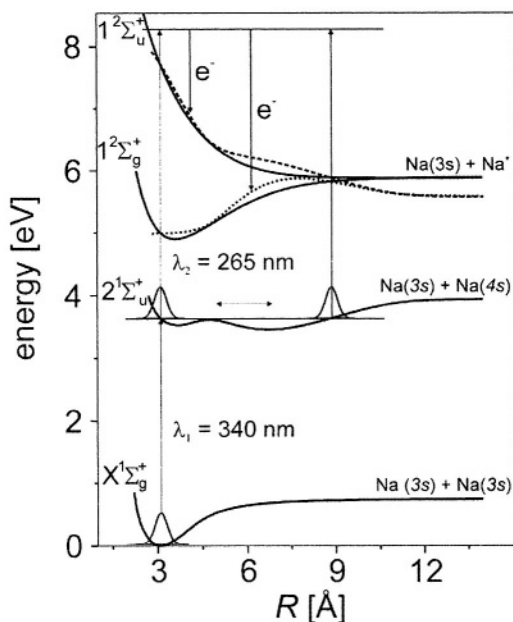 1²Σᵤ⁺
8
e⁻
e⁻
1²Σg⁺
6
Na(3s) + Na⁺
λ₂ = 265 nm
2¹Σᵤ⁺
Na(3s) + Na(4s)
4
energy [eV]
2
λ₁ = 340 nm
X¹Σg⁺
Na (3s) + Na(3s)
0
3 6 9 12
R [Å]